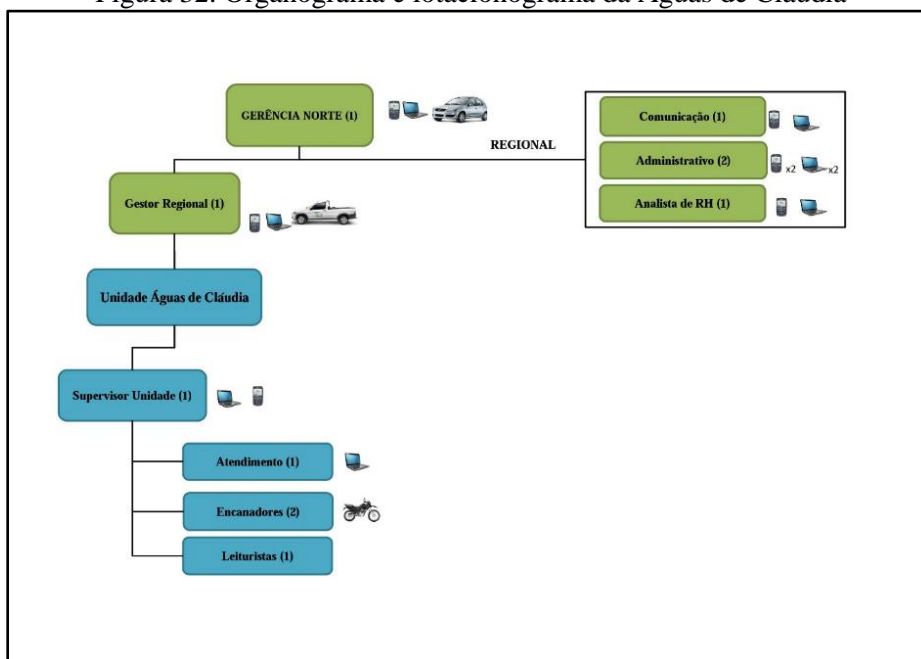 Figura 32. Organograma e lotacionograma da Águas de Cláudia
GERÊNCIA NORTE (1)
REGIONAL
Comunicação (1)
Administrativo (2)
x2
x2
Analista de RH (1)
Gestor Regional (1)
Unidade Águas de Cláudia
Supervisor Unidade (1)
Atendimento (1)
Encanadores (2)
Leituristas (1)